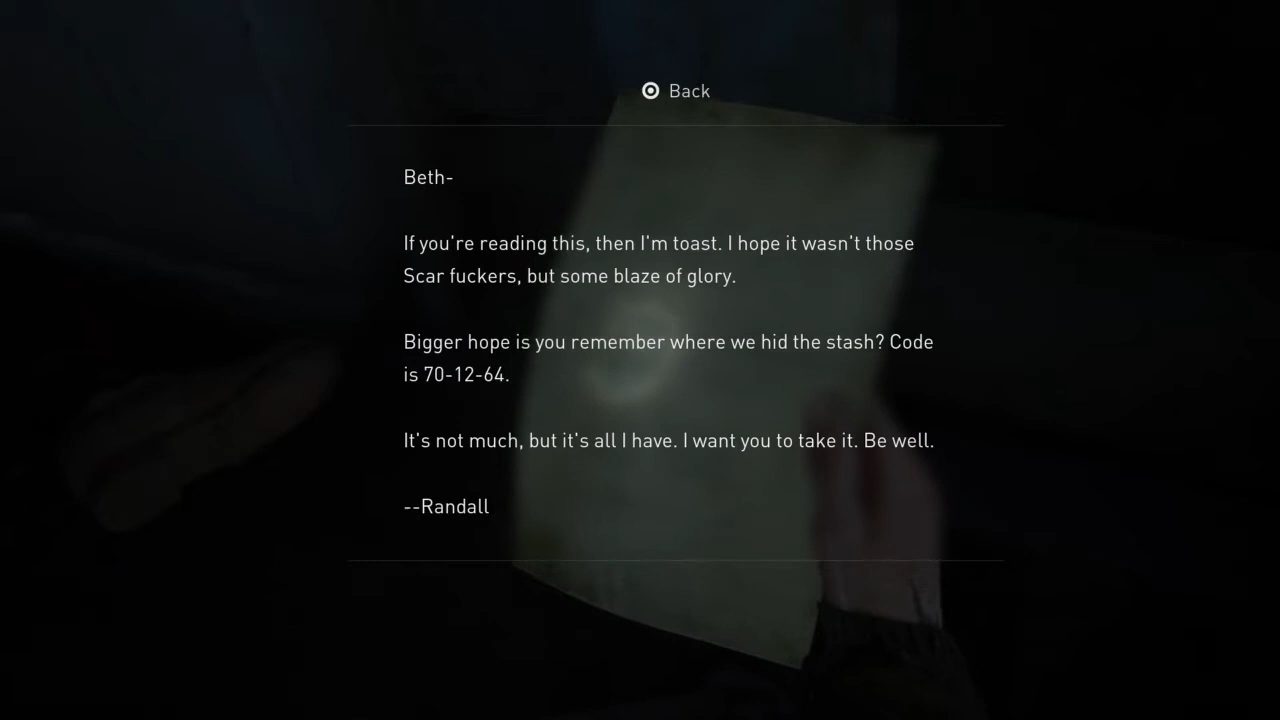 Back
Beth-
If you're reading this, then I'm toast. I hope it wasn't those
Scar fuckers, but some blaze of glory.
Bigger hope is you remember where we hid the stash? Code
is 70-12-64.
It's not much, but it's all I have. I want you to take it. Be well.
--Randall